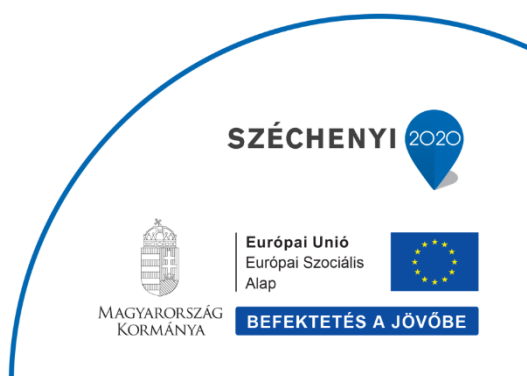 SZÉCHENYI 2020
Európai Unió
Európai Szociális
Alap
MAGYARORSZÁG
KORMÁNYA
BEFEKTETÉS A JÖVŐBE